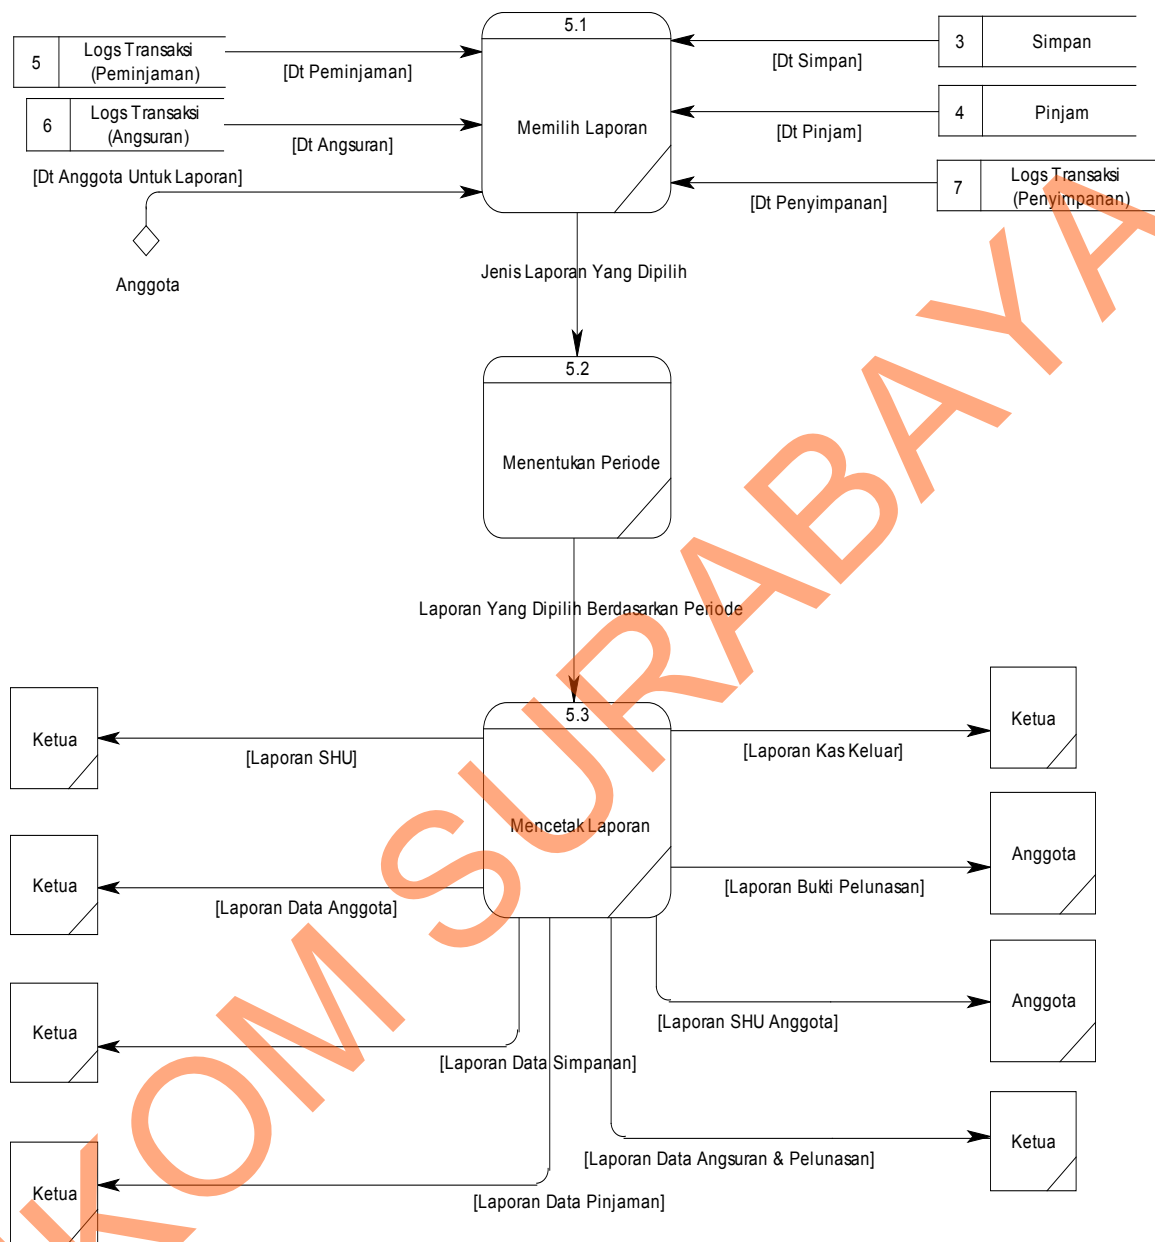 5.1
Memilih Laporan
5
Logs Transaksi
(Peminjaman)
[Dt Peminjaman]
6
Logs Transaksi
(Angsuran)
[Dt Angsuran]
[Dt Anggota Untuk Laporan]
Anggota
3
Simpan
[Dt Simpan]
4
Pinjam
[Dt Pinjam]
7
Logs Transaksi
(Penyimpanan)
[Dt Penyimpanan]
Jenis Laporan Yang Dipilih
5.2
Menentukan Periode
Laporan Yang Dipilih Berdasarkan Periode
5.3
Mencetak Laporan
Ketua
[Laporan SHU]
Ketua
[Laporan Kas Keluar]
Ketua
[Laporan Data Anggota]
Anggota
[Laporan Bukti Pelunasan]
Ketua
[Laporan Data Simpanan]
Anggota
[Laporan SHU Anggota]
Ketua
[Laporan Data Pinjaman]
Ketua
[Laporan Data Angsuran & Pelunasan]
KOM SURABAYA